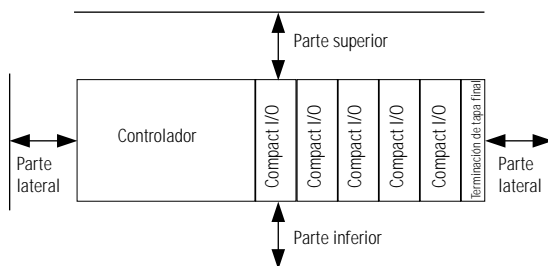 Parte superior
Controlador
Compact I/O
Compact I/O
Compact I/O
Compact I/O
Compact I/O
Terminación de tapa final
Parte
lateral
Parte
lateral
Parte inferior